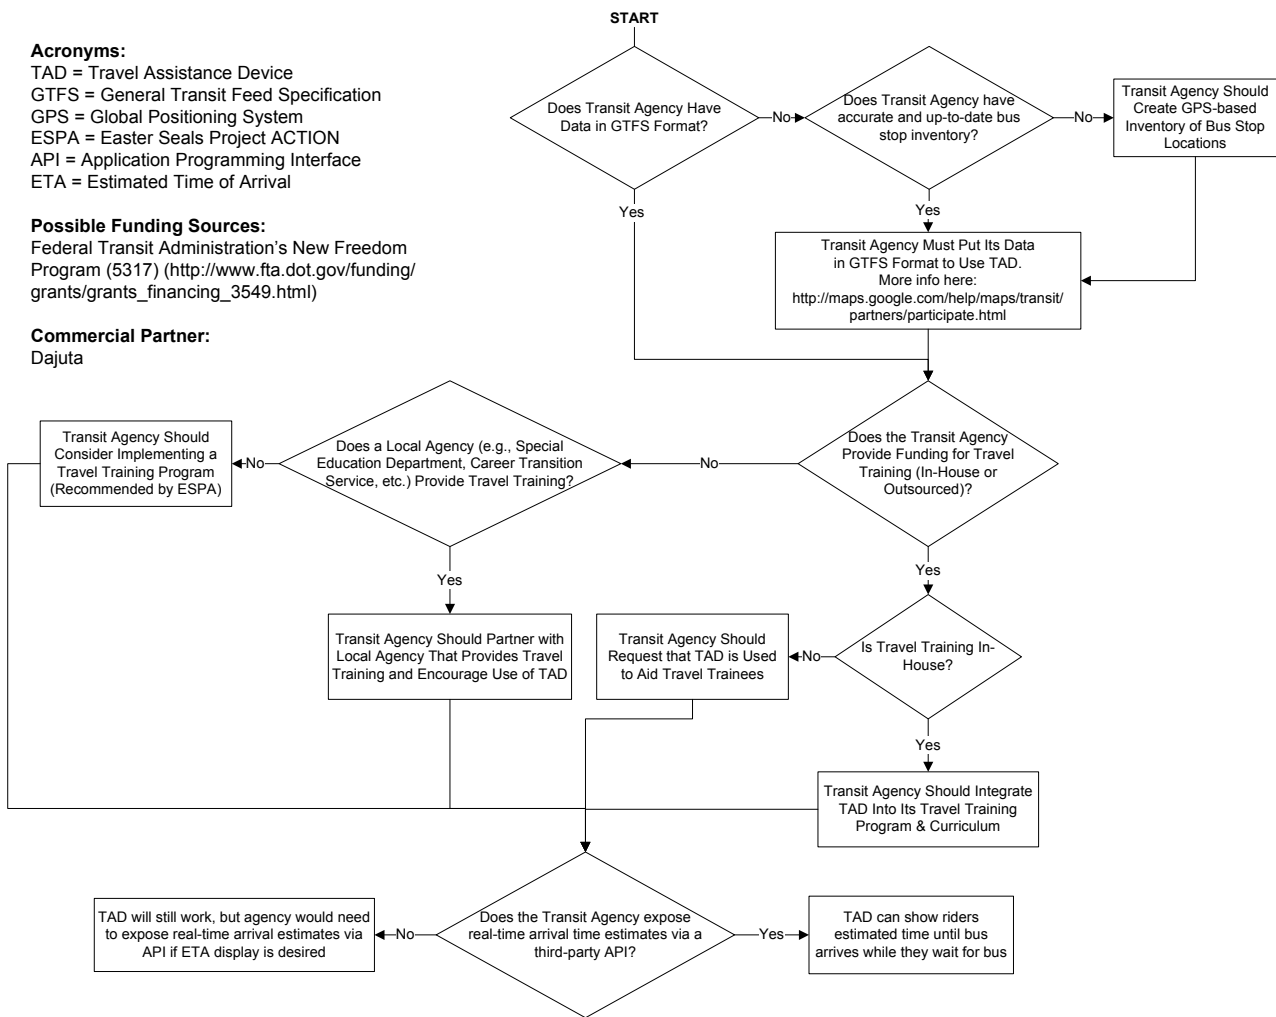 START
Acronyms:
TAD = Travel Assistance Device
GTFS = General Transit Feed Specification
GPS = Global Positioning System
ESPA = Easter Seals Project ACTION
API = Application Programming Interface
ETA = Estimated Time of Arrival
Possible Funding Sources:
Federal Transit Administration's New Freedom
Program (5317) (http://www.fta.dot.gov/funding/
grants/grants_financing_3549.html)
Commercial Partner:
Dajuta
Does Transit Agency Have
Data in GTFS Format?
No
Does Transit Agency have
accurate and up-to-date bus
stop inventory?
No
Transit Agency Should
Create GPS-based
Inventory of Bus Stop
Locations
Yes
Yes
Transit Agency Must Put Its Data
in GTFS Format to Use TAD.
More info here:
http://maps.google.com/help/maps/transit/
partners/participate.html
Does the Transit Agency
Provide Funding for Travel
Training (In-House or
Outsourced)?
No
Does a Local Agency (e.g., Special
Education Department, Career Transition
Service, etc.) Provide Travel Training?
No
Transit Agency Should
Consider Implementing a
Travel Training Program
(Recommended by ESPA)
Yes
Yes
Transit Agency Should Partner with
Local Agency That Provides Travel
Training and Encourage Use of TAD
Transit Agency Should
Request that TAD is Used
to Aid Travel Trainees
No
Is Travel Training In-
House?
Yes
Transit Agency Should Integrate
TAD Into Its Travel Training
Program & Curriculum
TAD will still work, but agency would need
to expose real-time arrival estimates via
API if ETA display is desired
No
Does the Transit Agency expose
real-time arrival time estimates via a
third-party API?
Yes
TAD can show riders
estimated time until bus
arrives while they wait for bus